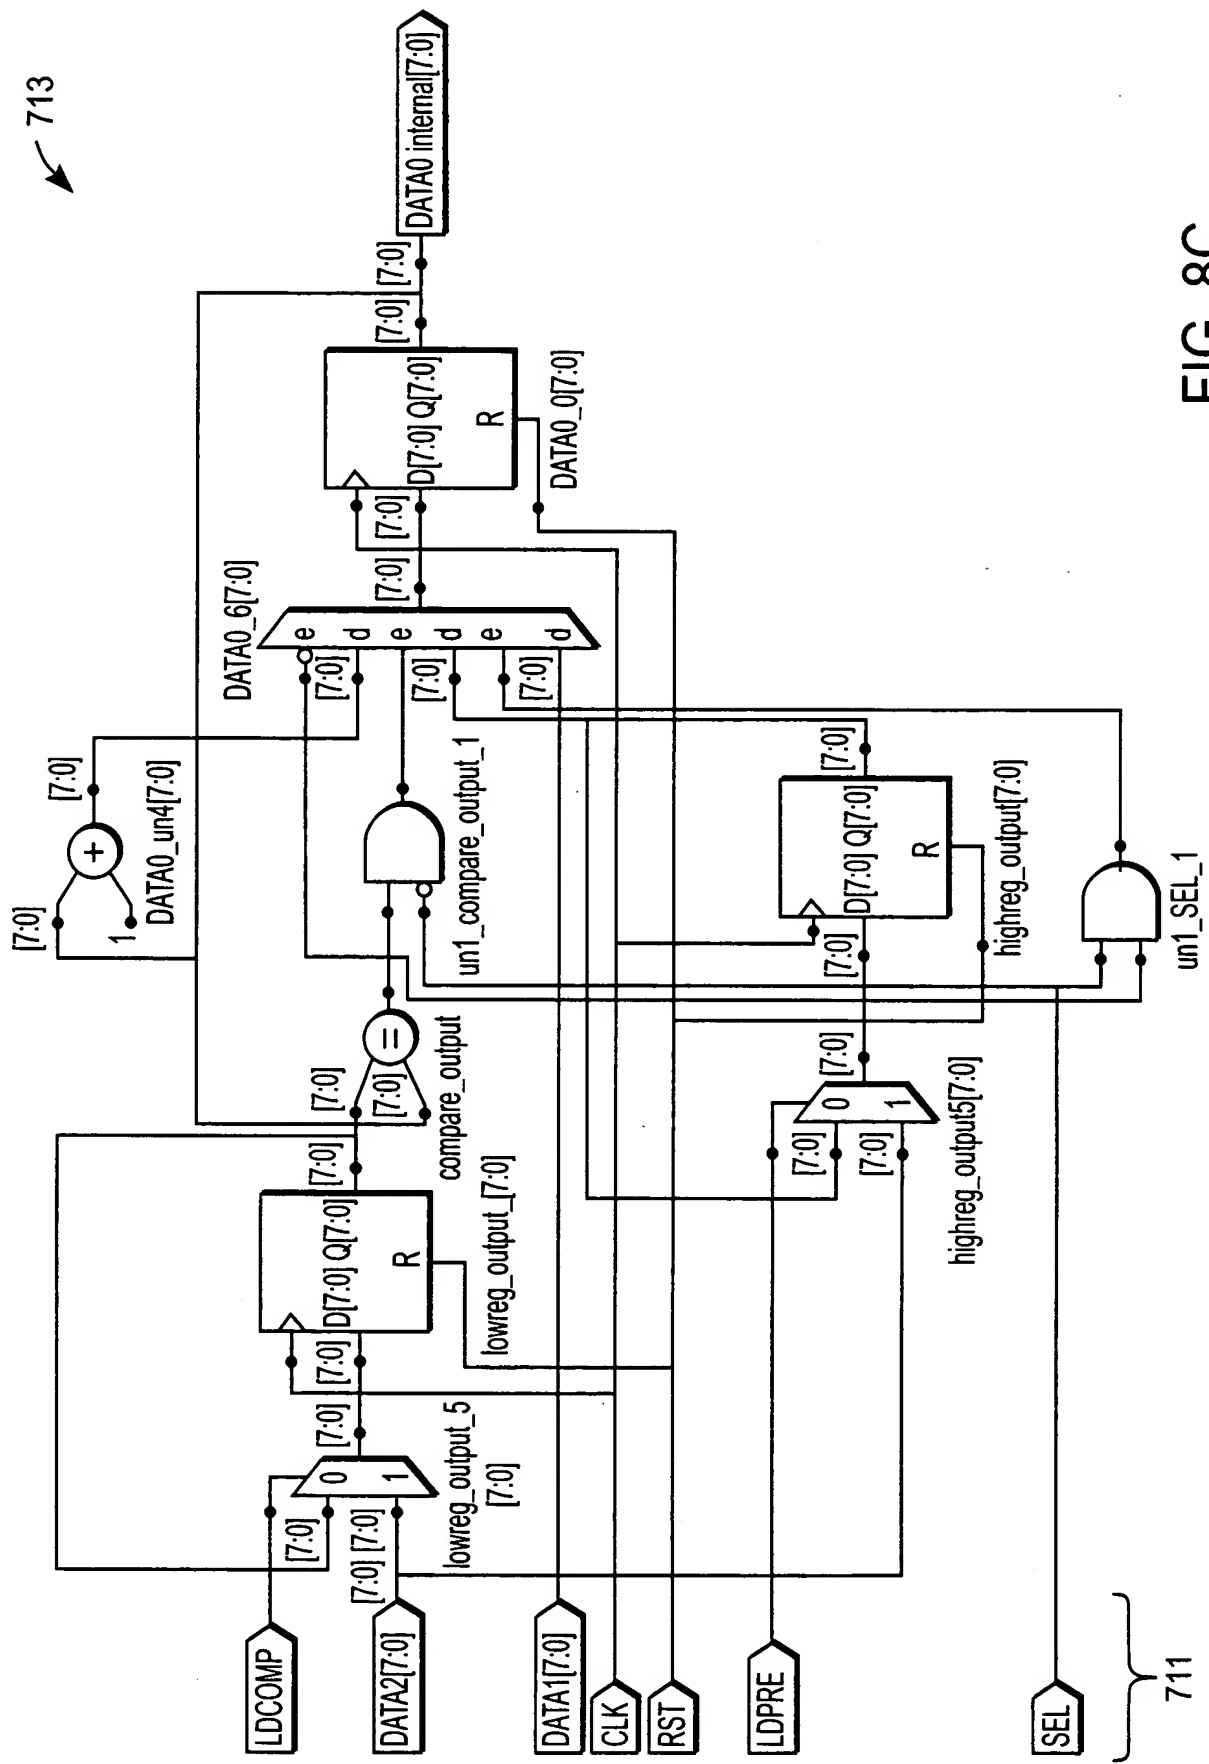 713
DATA0 internal[7:0]
[7:0]
[7:0]
D[7:0] Q[7:0]
R
DATA0_0[7:0]
[7:0]
[7:0]
DATA0_6[7:0]
e
d
e
d
e
d
[7:0]
[7:0]
[7:0]
[7:0]
+
[7:0]
1
DATA0_un4[7:0]
un1_compare_output_1
=
compare_output
[7:0]
[7:0]
[7:0]
D[7:0] Q[7:0]
R
lowreg_output_[7:0]
[7:0]
[7:0]
0
1
lowreg_output_5
[7:0]
[7:0]
[7:0]
[7:0]
[7:0]
D[7:0] Q[7:0]
R
highreg_output[7:0]
[7:0]
[7:0]
0
1
highreg_output5[7:0]
[7:0]
[7:0]
un1_SEL_1
LDCOMP
DATA2[7:0]
DATA1[7:0]
CLK
RST
LDPRE
SEL
711
FIG. 8C